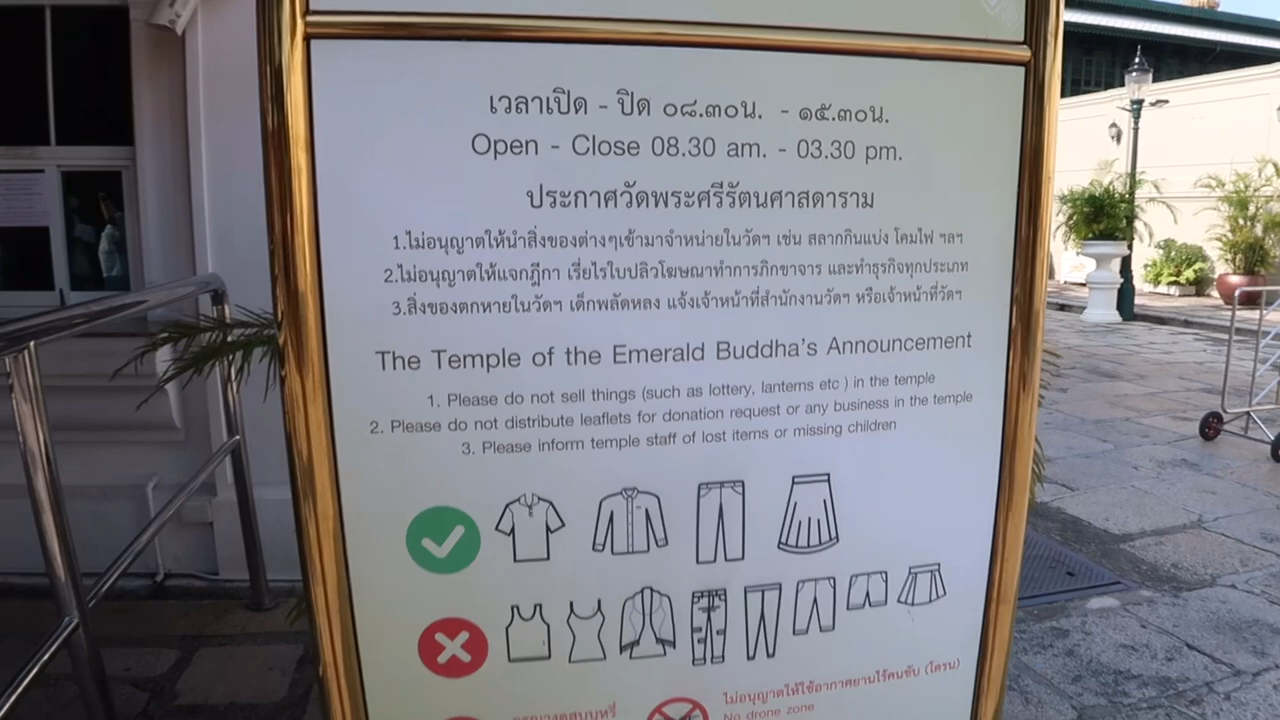 เวลาเปิด - ปิด ๐๘.๓๐น. - ๑๕.๓๐น.
Open - Close 08.30 am. - 03.30 pm.
ประกาศวัดพระศรีรัตนศาสดาราม
1.ไม่อนุญาตให้นำสิ่งของต่างๆเข้ามาจำหน่ายในวัดฯ เช่น สลากกินแบ่ง โคมไฟ ฯลฯ
2.ไม่อนุญาตให้แจกฎีกา เรี่ยไรใบปลิวโฆษณาทำการภิกขาจาร และทำธุรกิจทุกประเภท
3.สิ่งของตกหายในวัดฯ เด็กพลัดหลง แจ้งเจ้าหน้าที่สำนักงานวัดฯ หรือเจ้าหน้าที่วัดฯ
The Temple of the Emerald Buddha's Announcement
1. Please do not sell things (such as lottery, lanterns etc ) in the temple
2. Please do not distribute leaflets for donation request or any business in the temple
3. Please inform temple staff of lost items or missing children
ไม่อนุญาตให้ใช้อากาศยานไร้คนขับ (โดรน)
No drone zone